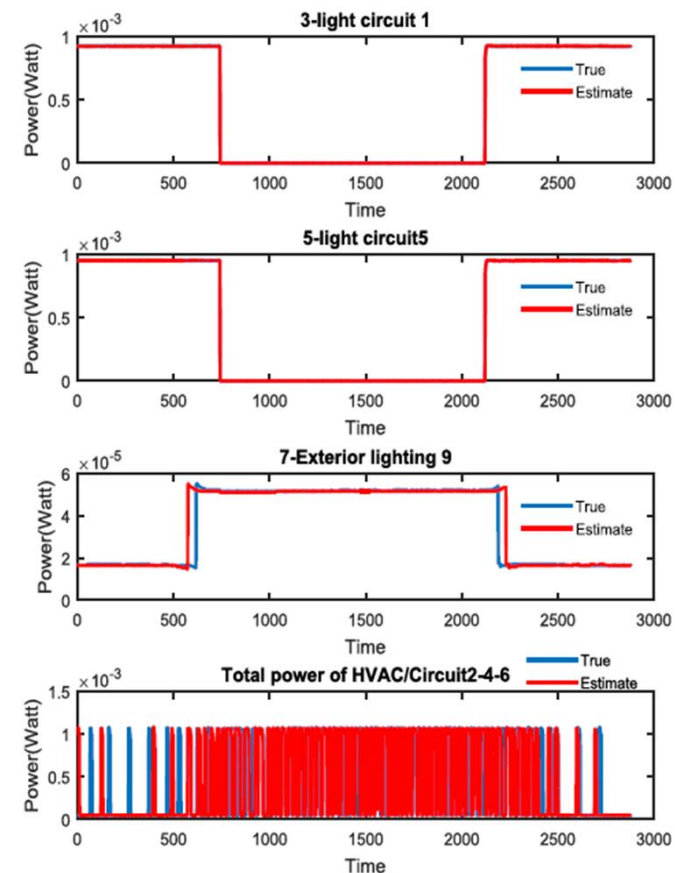 3-light circuit 1
×10-3
1
0.5
0
Power(Watt)
True
Estimate
0 500 1000 1500 2000 2500 3000
Time
5-light circuit5
×10-3
1
0.5
0
Power(Watt)
True
Estimate
0 500 1000 1500 2000 2500 3000
Time
7-Exterior lighting 9
×10-5
6
4
2
0
Power(Watt)
True
Estimate
0 500 1000 1500 2000 2500 3000
Time
Total power of HVAC/Circuit2-4-6
×10-3
True
Estimate
1.5
1
0.5
0
Power(Watt)
0 500 1000 1500 2000 2500 3000
Time